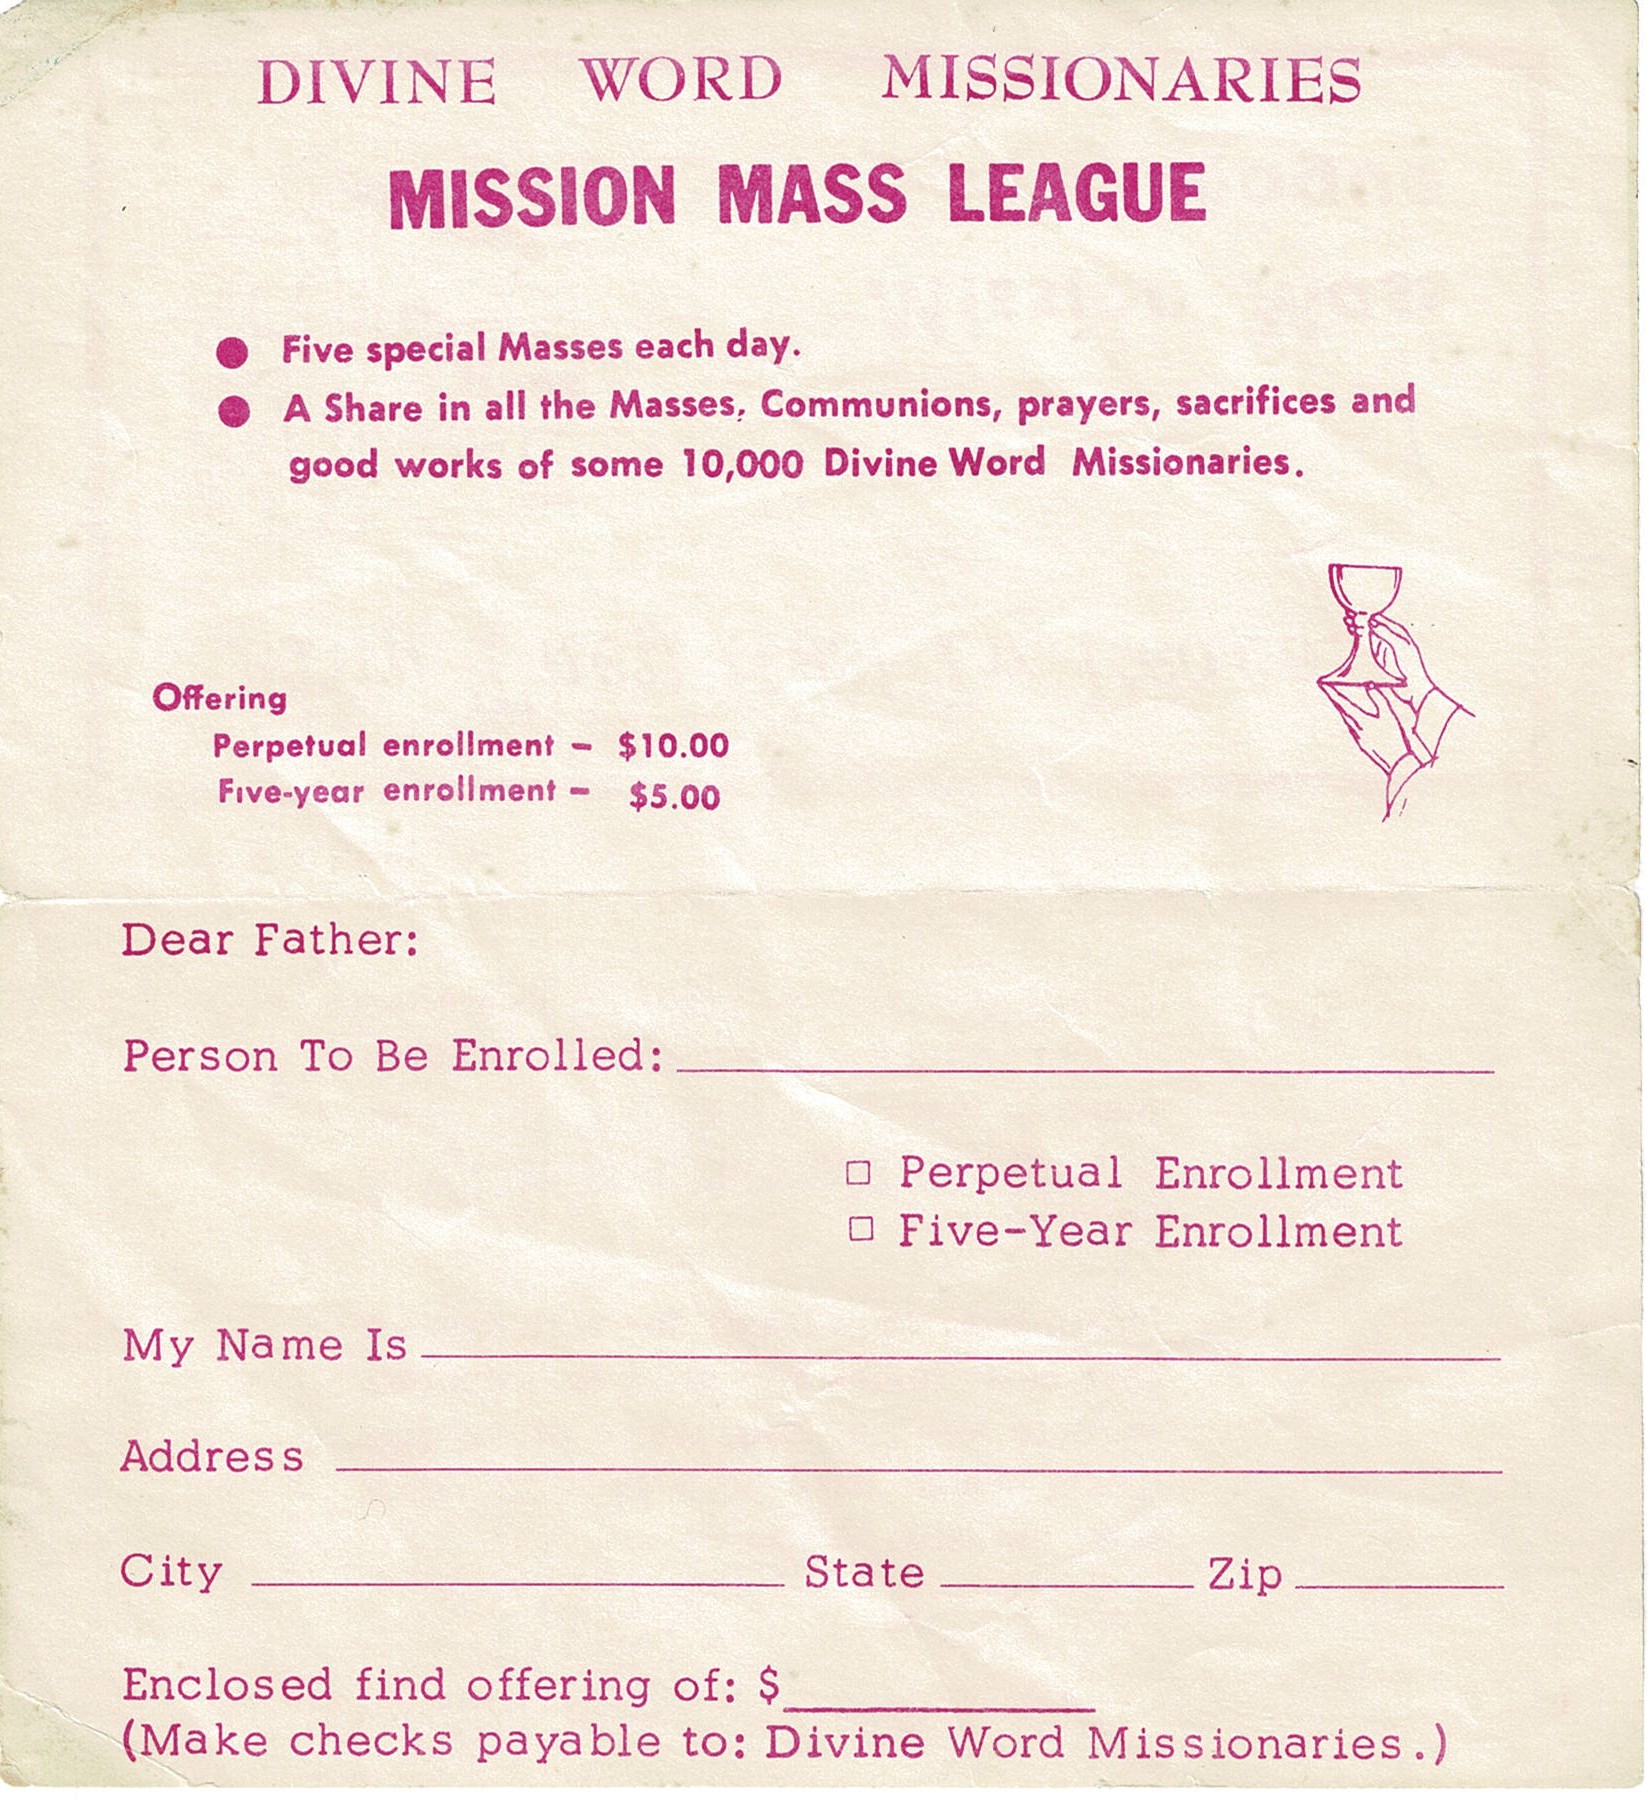 DIVINE WORD MISSIONARIES
MISSION MASS LEAGUE
● Five special Masses each day.
● A Share in all the Masses, Communions, prayers, sacrifices and
good works of some 10,000 Divine Word Missionaries.
Offering
Perpetual enrollment - $10.00
Five-year enrollment - $5.00
Dear Father:
Person To Be Enrolled:
□ Perpetual Enrollment
□ Five-Year Enrollment
My Name Is
Address
City State Zip
Enclosed find offering of: $
(Make checks payable to: Divine Word Missionaries.)